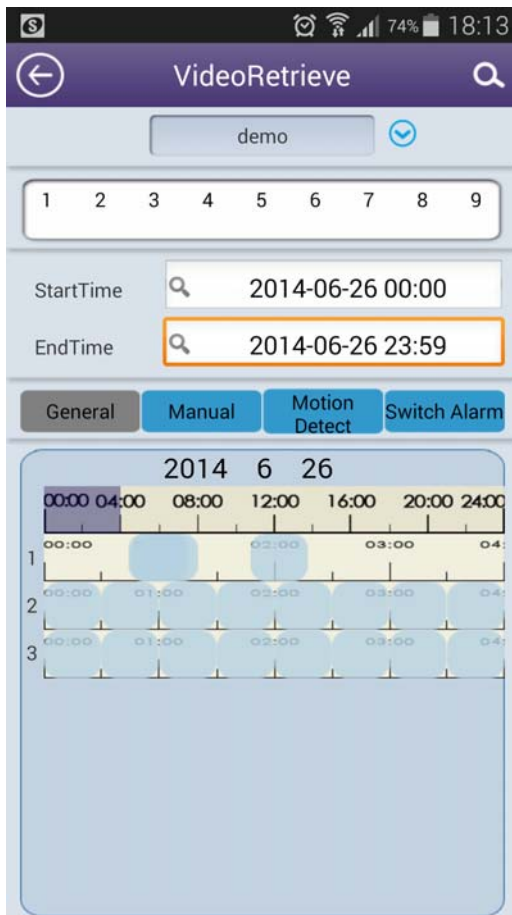 S 74% 18:13
VideoRetrieve
demo
1 2 3 4 5 6 7 8 9
StartTime 2014-06-26 00:00
EndTime 2014-06-26 23:59
General Manual Motion Detect Switch Alarm
2014 6 26
00:00 04:00 08:00 12:00 16:00 20:00 24:00
1 00:00 02:00 03:00 04:
2 00:00 01:00 02:00 03:00 04:
3 00:00 01:00 02:00 03:00 04: